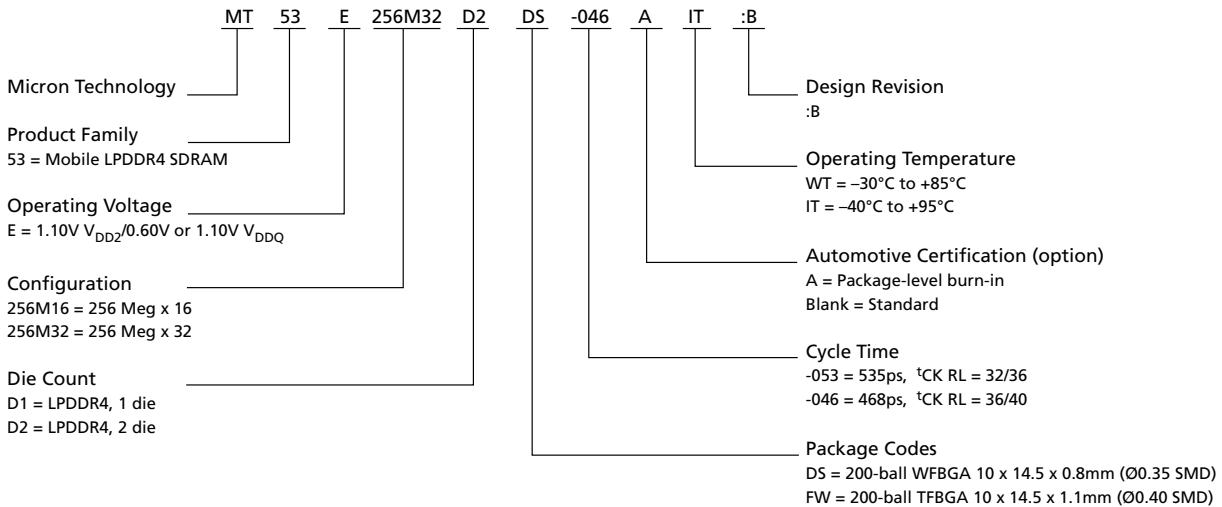 MT 53 E 256M32 D2 DS -046 A IT :B
Micron Technology
Product Family
53 = Mobile LPDDR4 SDRAM
Operating Voltage
E = 1.10V VDD2/0.60V or 1.10V VDDQ
Configuration
256M16 = 256 Meg x 16
256M32 = 256 Meg x 32
Die Count
D1 = LPDDR4, 1 die
D2 = LPDDR4, 2 die
Design Revision
:B
Operating Temperature
WT = –30°C to +85°C
IT = –40°C to +95°C
Automotive Certification (option)
A = Package-level burn-in
Blank = Standard
Cycle Time
-053 = 535ps, tCK RL = 32/36
-046 = 468ps, tCK RL = 36/40
Package Codes
DS = 200-ball WFBGA 10 x 14.5 x 0.8mm (Ø0.35 SMD)
FW = 200-ball TFBGA 10 x 14.5 x 1.1mm (Ø0.40 SMD)